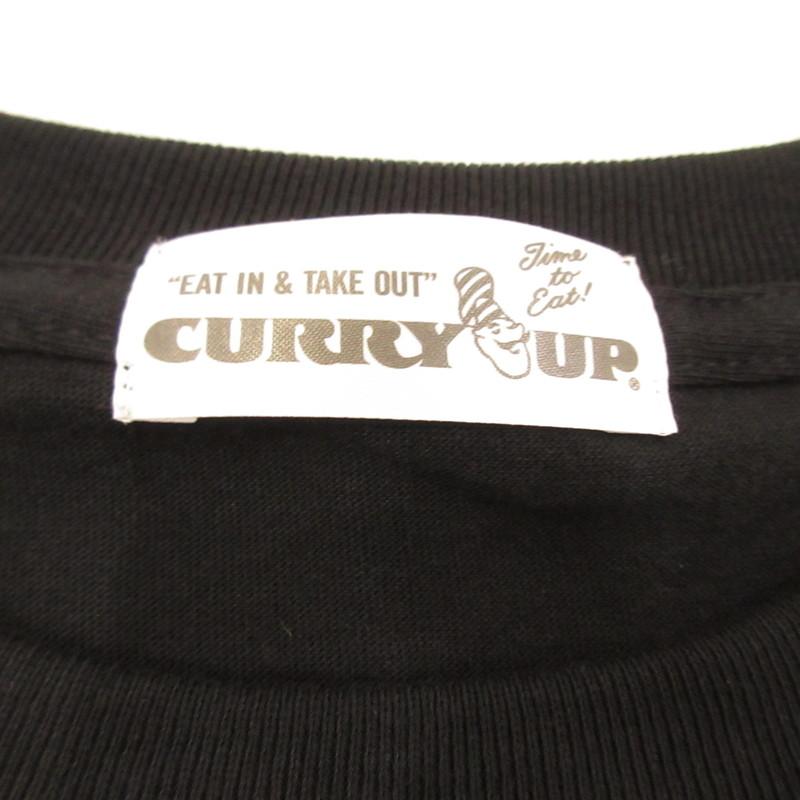 "EAT IN & TAKE OUT"
Time
to
Eat!
CURRY UP®